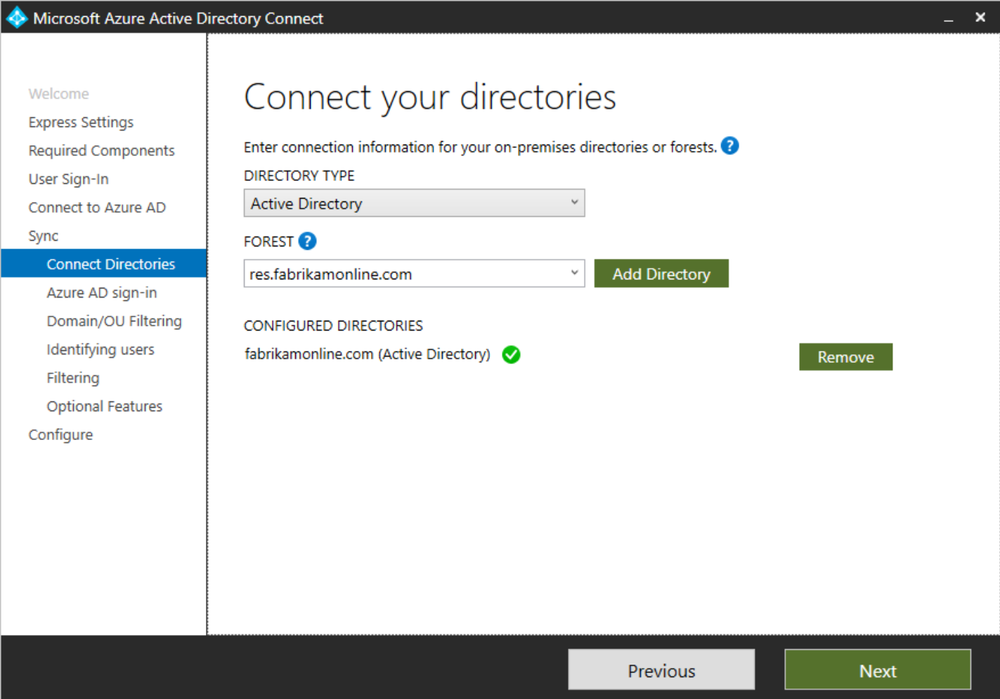 Microsoft Azure Active Directory Connect
Welcome
Express Settings
Required Components
User Sign-In
Connect to Azure AD
Sync
Connect Directories
Azure AD sign-in
Domain/OU Filtering
Identifying users
Filtering
Optional Features
Configure
Connect your directories
Enter connection information for your on-premises directories or forests. ?
DIRECTORY TYPE
Active Directory
FOREST ?
res.fabrikamonline.com
Add Directory
CONFIGURED DIRECTORIES
fabrikamonline.com (Active Directory)
Remove
Previous
Next